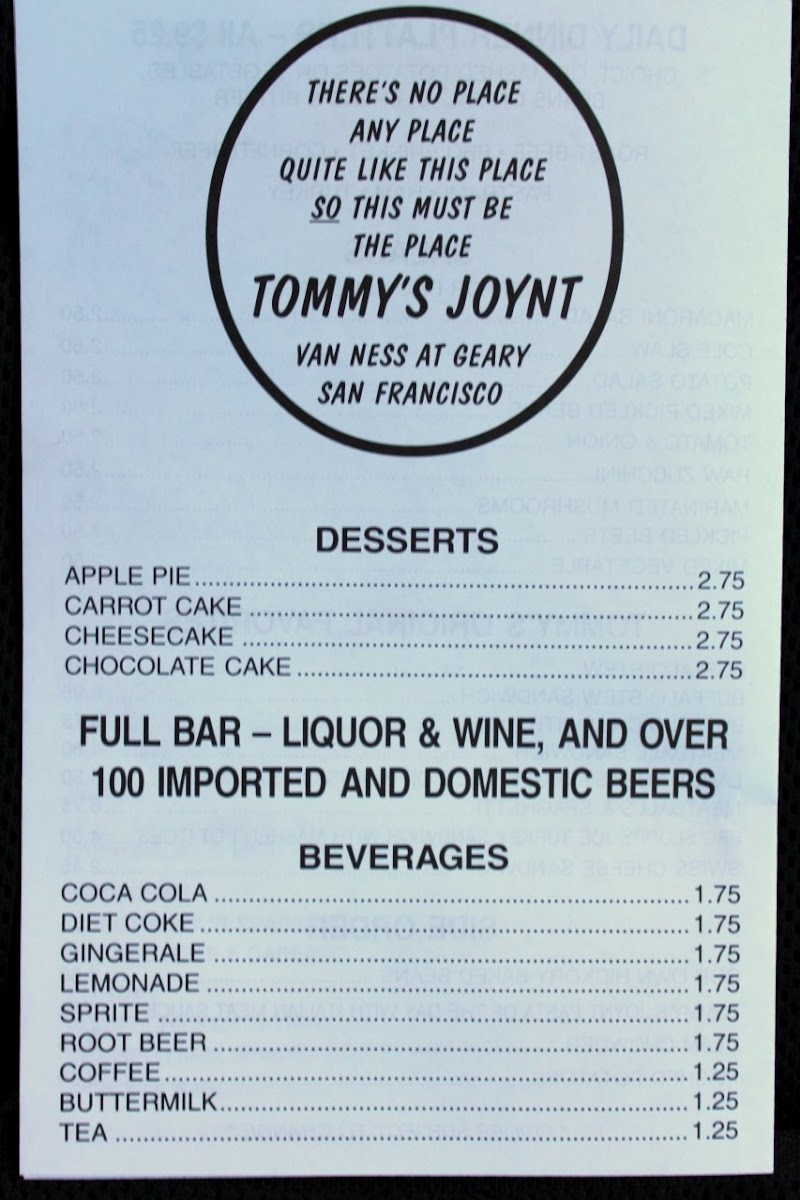 THERE'S NO PLACE
ANY PLACE
QUITE LIKE THIS PLACE
SO THIS MUST BE
THE PLACE
TOMMY'S JOYNT
VAN NESS AT GEARY
SAN FRANCISCO
DESSERTS
APPLE PIE 2.75
CARROT CAKE 2.75
CHEESECAKE 2.75
CHOCOLATE CAKE 2.75
FULL BAR – LIQUOR & WINE, AND OVER
100 IMPORTED AND DOMESTIC BEERS
BEVERAGES
COCA COLA 1.75
DIET COKE 1.75
GINGERALE 1.75
LEMONADE 1.75
SPRITE 1.75
ROOT BEER 1.75
COFFEE 1.25
BUTTERMILK 1.25
TEA 1.25